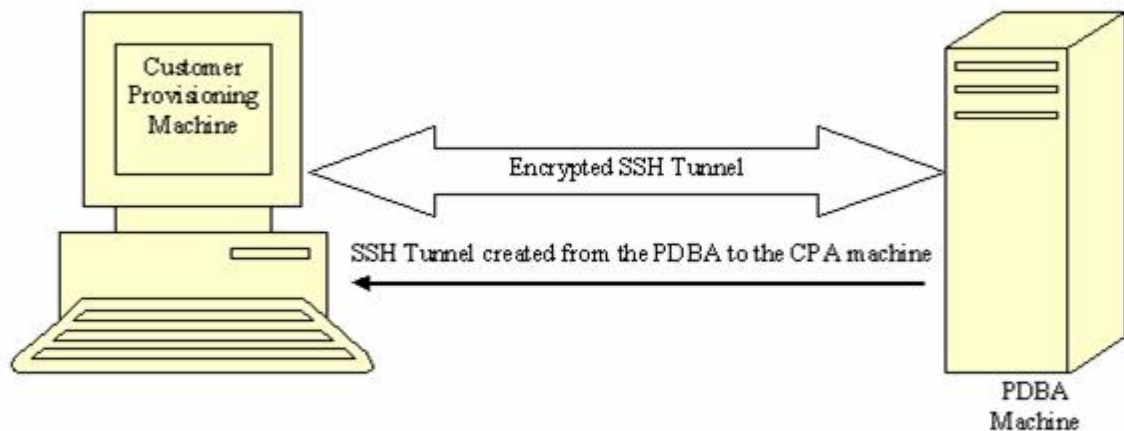 Customer
Provisioning
Machine
Encrypted SSH Tunnel
SSH Tunnel created from the PDBA to the CPA machine
PDBA
Machine